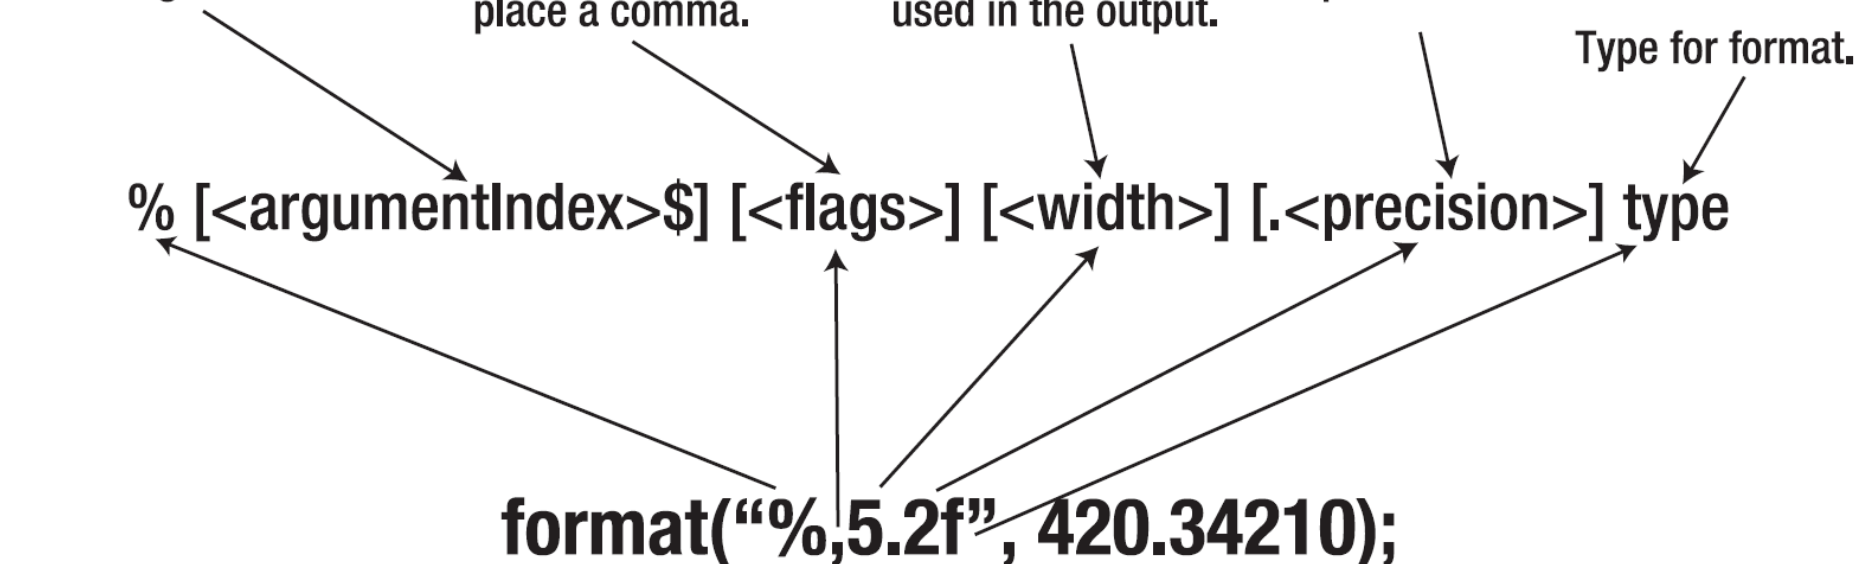 place a comma.
used in the output.
Type for format.
% [<argumentIndex>$] [<flags>] [<width>] [.<precision>] type
format(“%,5.2f”, 420.34210);